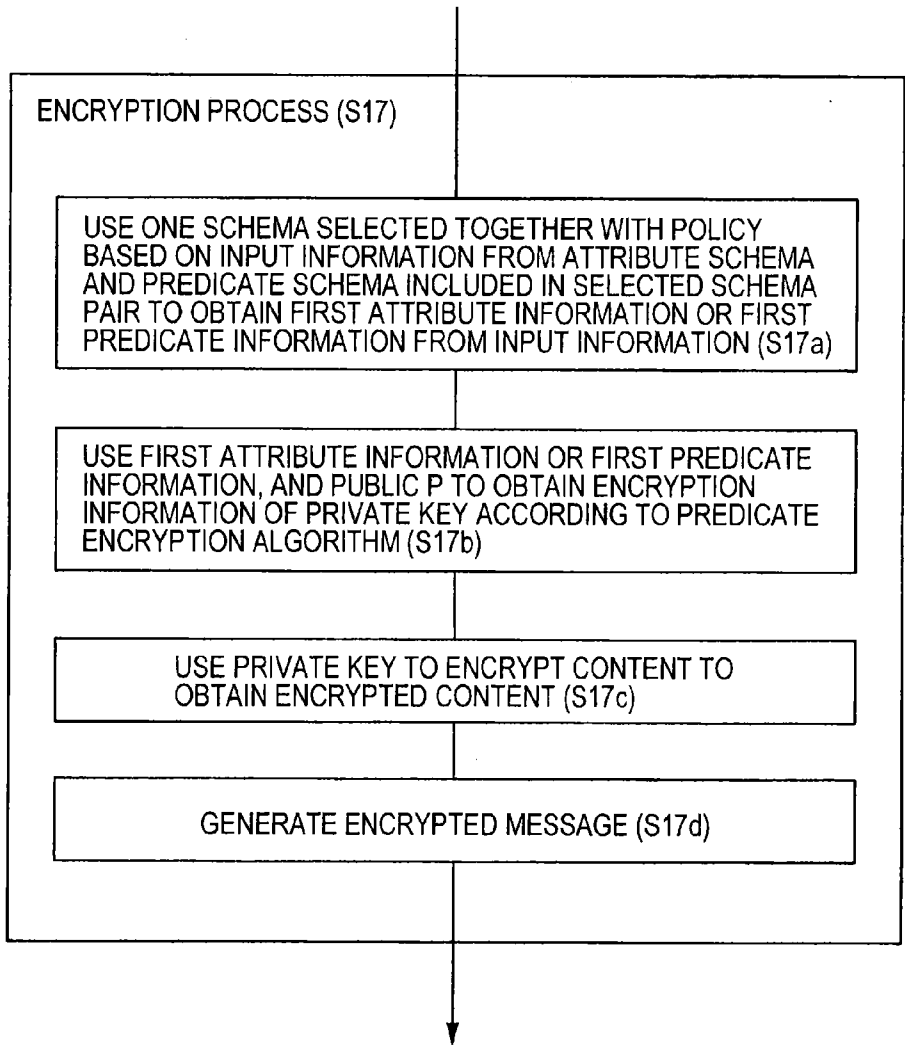 ENCRYPTION PROCESS (S17)
USE ONE SCHEMA SELECTED TOGETHER WITH POLICY
BASED ON INPUT INFORMATION FROM ATTRIBUTE SCHEMA
AND PREDICATE SCHEMA INCLUDED IN SELECTED SCHEMA
PAIR TO OBTAIN FIRST ATTRIBUTE INFORMATION OR FIRST
PREDICATE INFORMATION FROM INPUT INFORMATION (S17a)
USE FIRST ATTRIBUTE INFORMATION OR FIRST PREDICATE
INFORMATION, AND PUBLIC P TO OBTAIN ENCRYPTION
INFORMATION OF PRIVATE KEY ACCORDING TO PREDICATE
ENCRYPTION ALGORITHM (S17b)
USE PRIVATE KEY TO ENCRYPT CONTENT TO
OBTAIN ENCRYPTED CONTENT (S17c)
GENERATE ENCRYPTED MESSAGE (S17d)